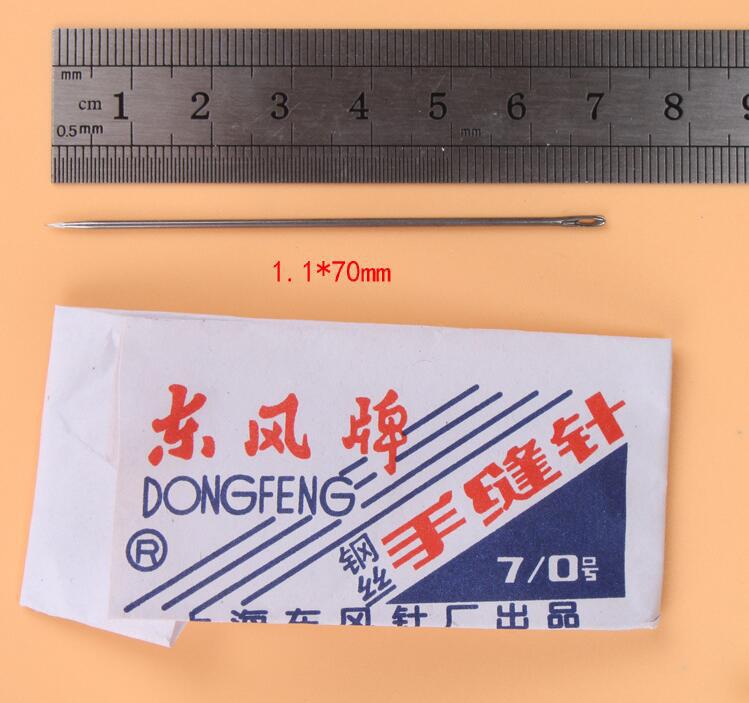 mm
cm 1 2 3 4 5 6 7 8 9
0.5mm mm
1.1*70mm
东风牌
DONGFENG
®
钢丝
手缝针
7/0号
上海东风针厂出品